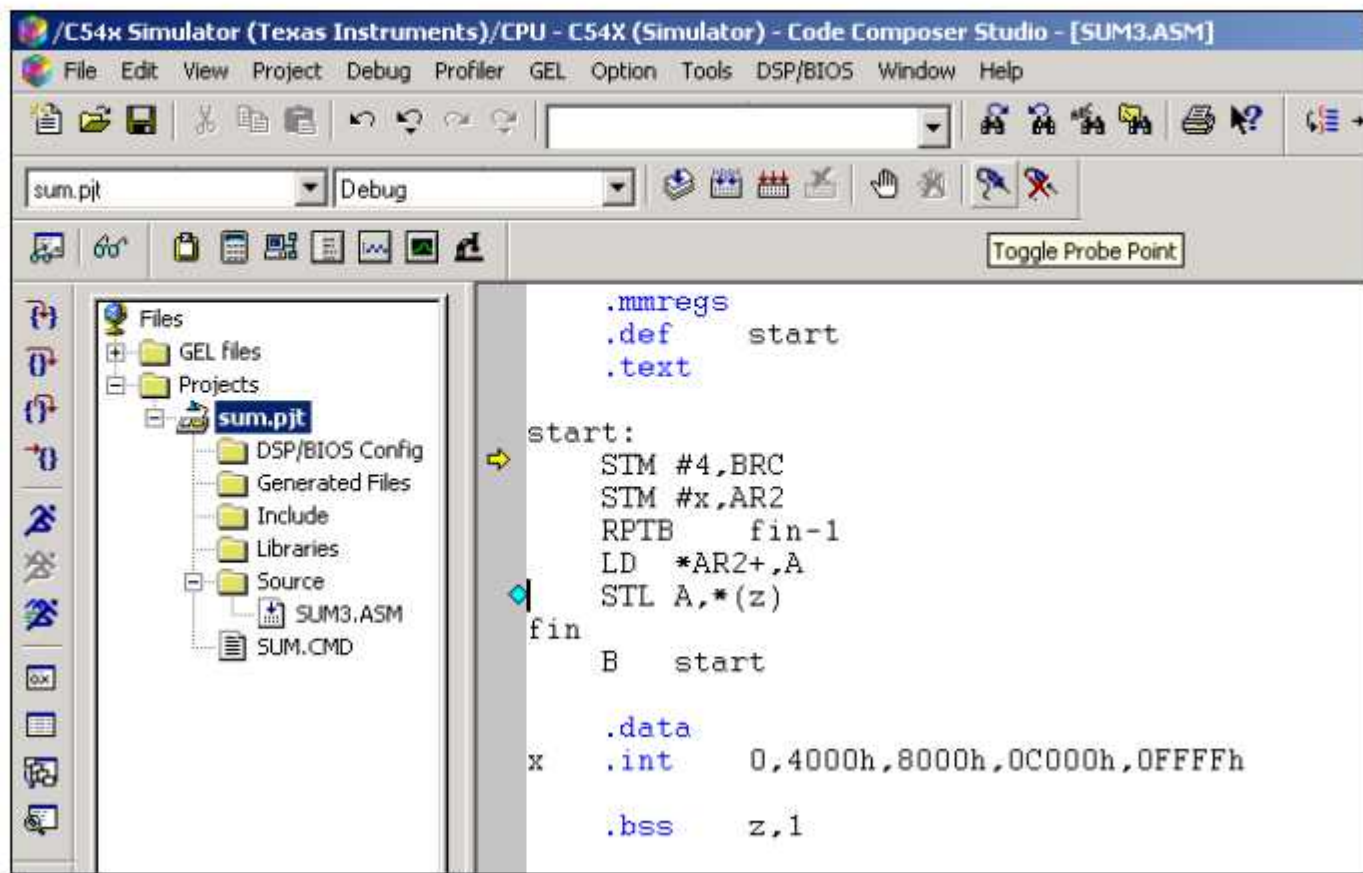 /C54x Simulator (Texas Instruments)/CPU - C54X (Simulator) - Code Composer Studio - [SUM3.ASM]
File Edit View Project Debug Profiler GEL Option Tools DSP/BIOS Window Help
sum.pjt Debug
Toggle Probe Point
Files
GEL files
Projects
sum.pjt
DSP/BIOS Config
Generated Files
Include
Libraries
Source
SUM3.ASM
SUM.CMD
.mmregs
.def start
.text
start:
STM #4,BRC
STM #x,AR2
RPTB fin-1
LD *AR2+,A
STL A,*(z)
fin
B start
.data
x .int 0,4000h,8000h,0C000h,0FFFFh
.bss z,1